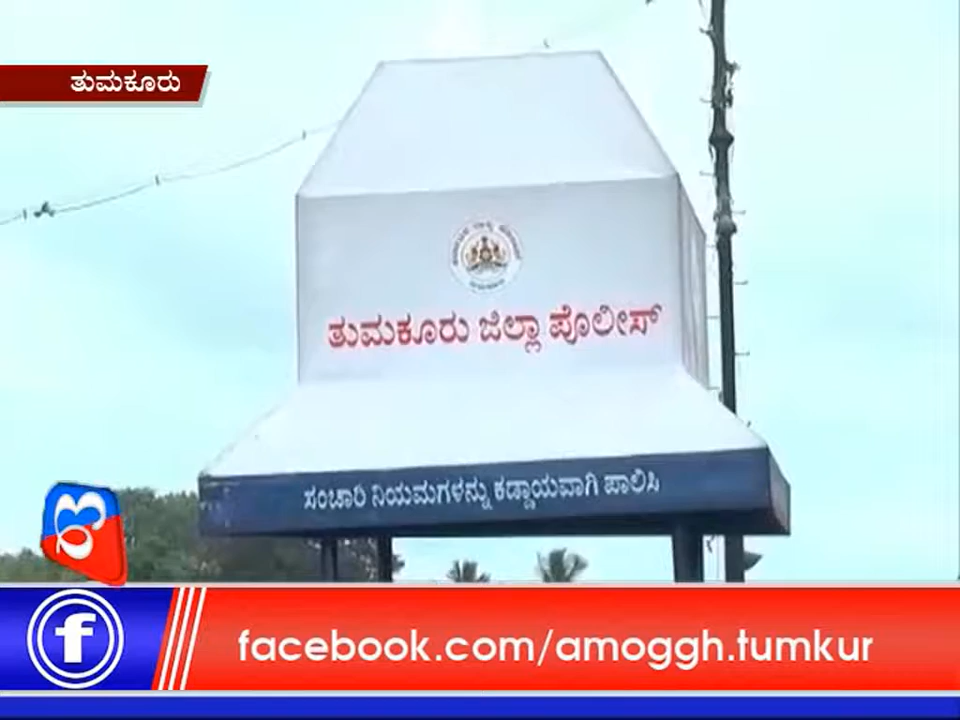 ತುಮಕೂರು
ತುಮಕೂರು ಜಿಲ್ಲಾ ಪೊಲೀಸ್
ಸಂಚಾರಿ ನಿಯಮಗಳನ್ನು ಕಡ್ಡಾಯವಾಗಿ ಪಾಲಿಸಿ
facebook.com/amoggh.tumkur